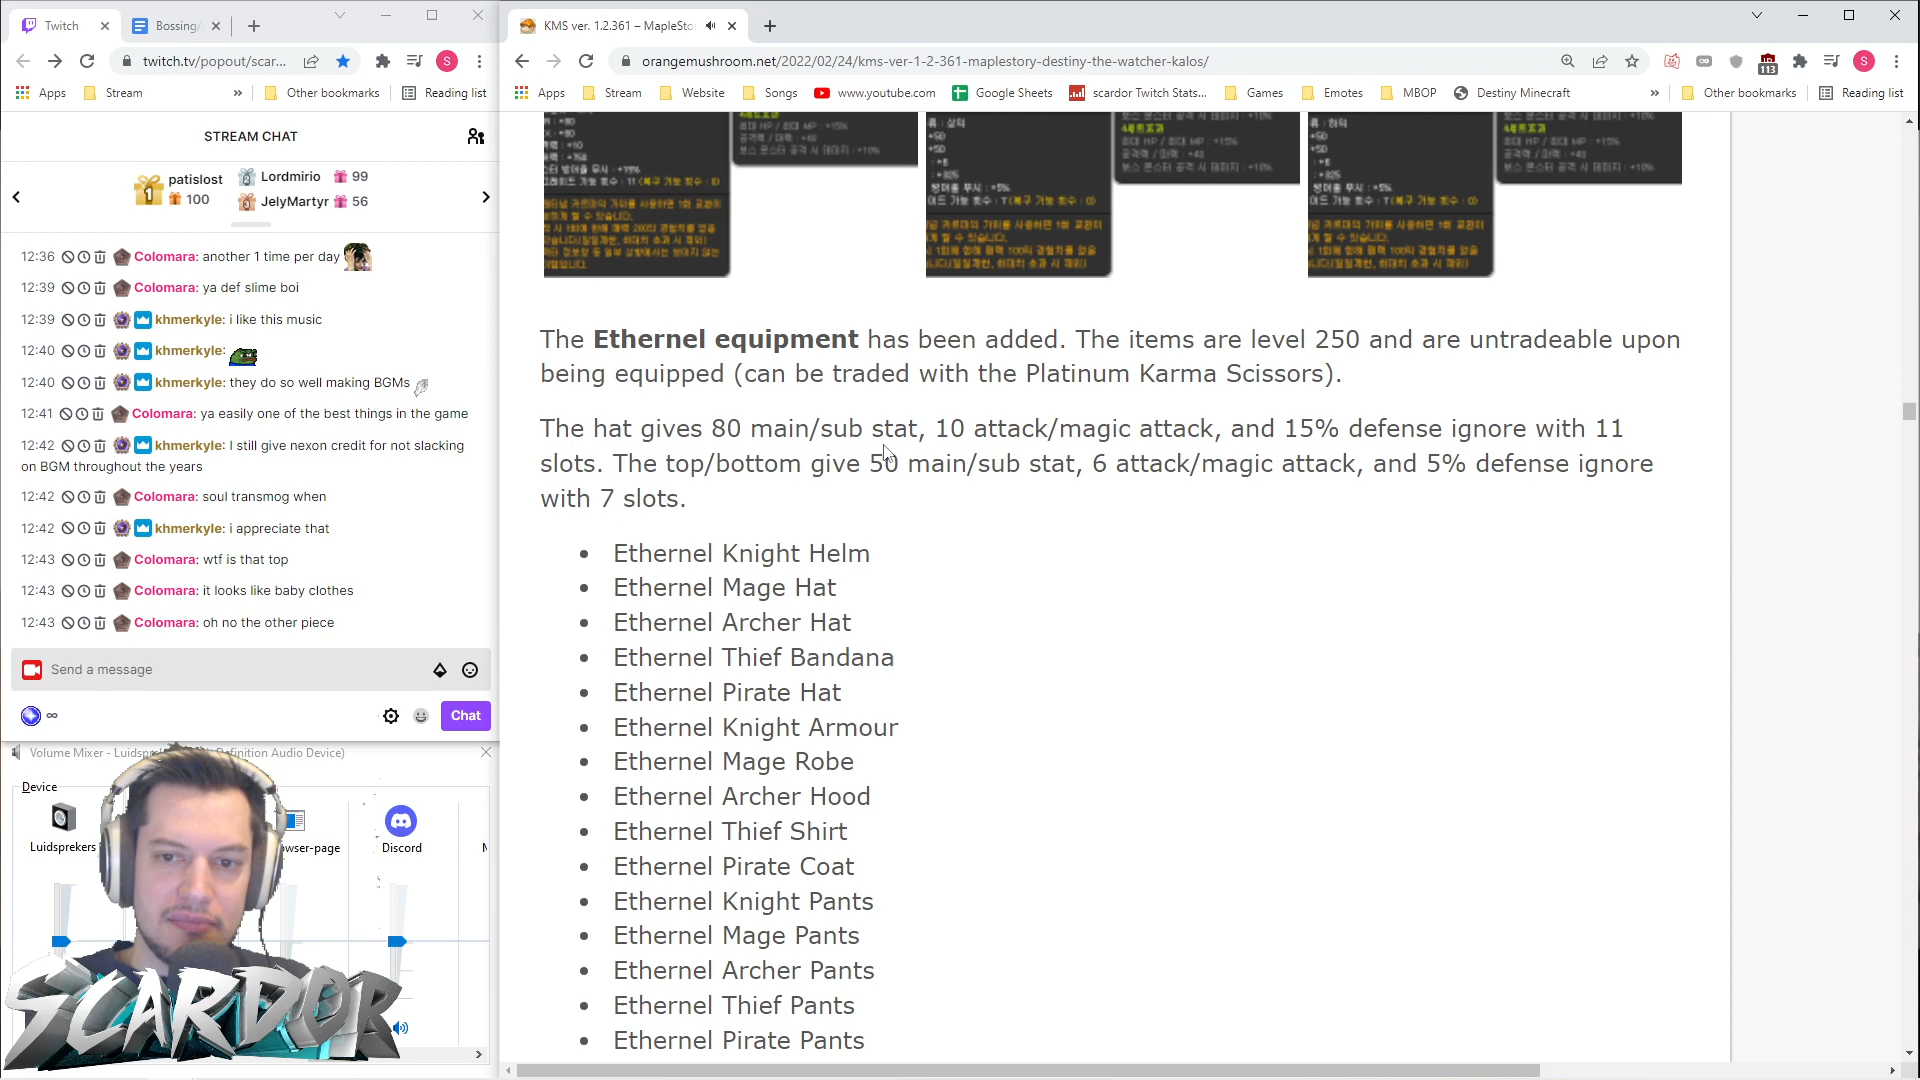 Twitch
Bossing/
twitch.tv/popout/scar...
Apps
Stream
»
Other bookmarks
Reading list
STREAM CHAT
patislost
100
Lordmirio 99
JelyMartyr 56
12:36 Colomara: another 1 time per day
12:39 Colomara: ya def slime boi
12:39 khmerkyle: i like this music
12:40 khmerkyle:
12:40 khmerkyle: they do so well making BGMs
12:41 Colomara: ya easily one of the best things in the game
12:42 khmerkyle: I still give nexon credit for not slacking
on BGM throughout the years
12:42 Colomara: soul transmog when
12:42 khmerkyle: i appreciate that
12:43 Colomara: wtf is that top
12:43 Colomara: it looks like baby clothes
12:43 Colomara: oh no the other piece
Send a message
∞
Chat
Volume Mixer - Luidspre
finition Audio Device)
Device
Luidsprekers
wser-page
Discord
SCARDOR
KMS ver. 1.2.361 – MapleSto
orangemushroom.net/2022/02/24/kms-ver-1-2-361-maplestory-destiny-the-watcher-kalos/
113
Apps
Stream
Website
Songs
www.youtube.com
Google Sheets
scardor Twitch Stats...
Games
Emotes
MBOP
Destiny Minecraft
»
Other bookmarks
Reading list
The Ethernel equipment has been added. The items are level 250 and are untradeable upon
being equipped (can be traded with the Platinum Karma Scissors).
The hat gives 80 main/sub stat, 10 attack/magic attack, and 15% defense ignore with 11
slots. The top/bottom give 50 main/sub stat, 6 attack/magic attack, and 5% defense ignore
with 7 slots.
• Ethernel Knight Helm
• Ethernel Mage Hat
• Ethernel Archer Hat
• Ethernel Thief Bandana
• Ethernel Pirate Hat
• Ethernel Knight Armour
• Ethernel Mage Robe
• Ethernel Archer Hood
• Ethernel Thief Shirt
• Ethernel Pirate Coat
• Ethernel Knight Pants
• Ethernel Mage Pants
• Ethernel Archer Pants
• Ethernel Thief Pants
• Ethernel Pirate Pants